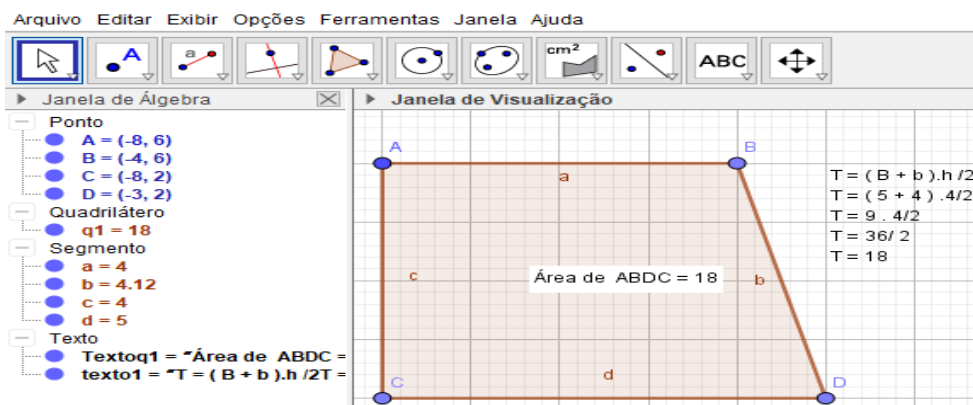 Arquivo Editar Exibir Opções Ferramentas Janela Ajuda
A a cm² ABC
Janela de Álgebra
Ponto
A = (-8, 6)
B = (-4, 6)
C = (-8, 2)
D = (-3, 2)
Quadrilátero
q1 = 18
Segmento
a = 4
b = 4.12
c = 4
d = 5
Texto
Textoq1 = "Área de ABDC =
texto1 = "T = ( B + b ).h /2T =
Janela de Visualização
A
B
a
c
Área de ABDC = 18
b
C
d
D
T = ( B + b ).h /2
T = ( 5 + 4 ) .4/2
T = 9 . 4/2
T = 36/ 2
T = 18